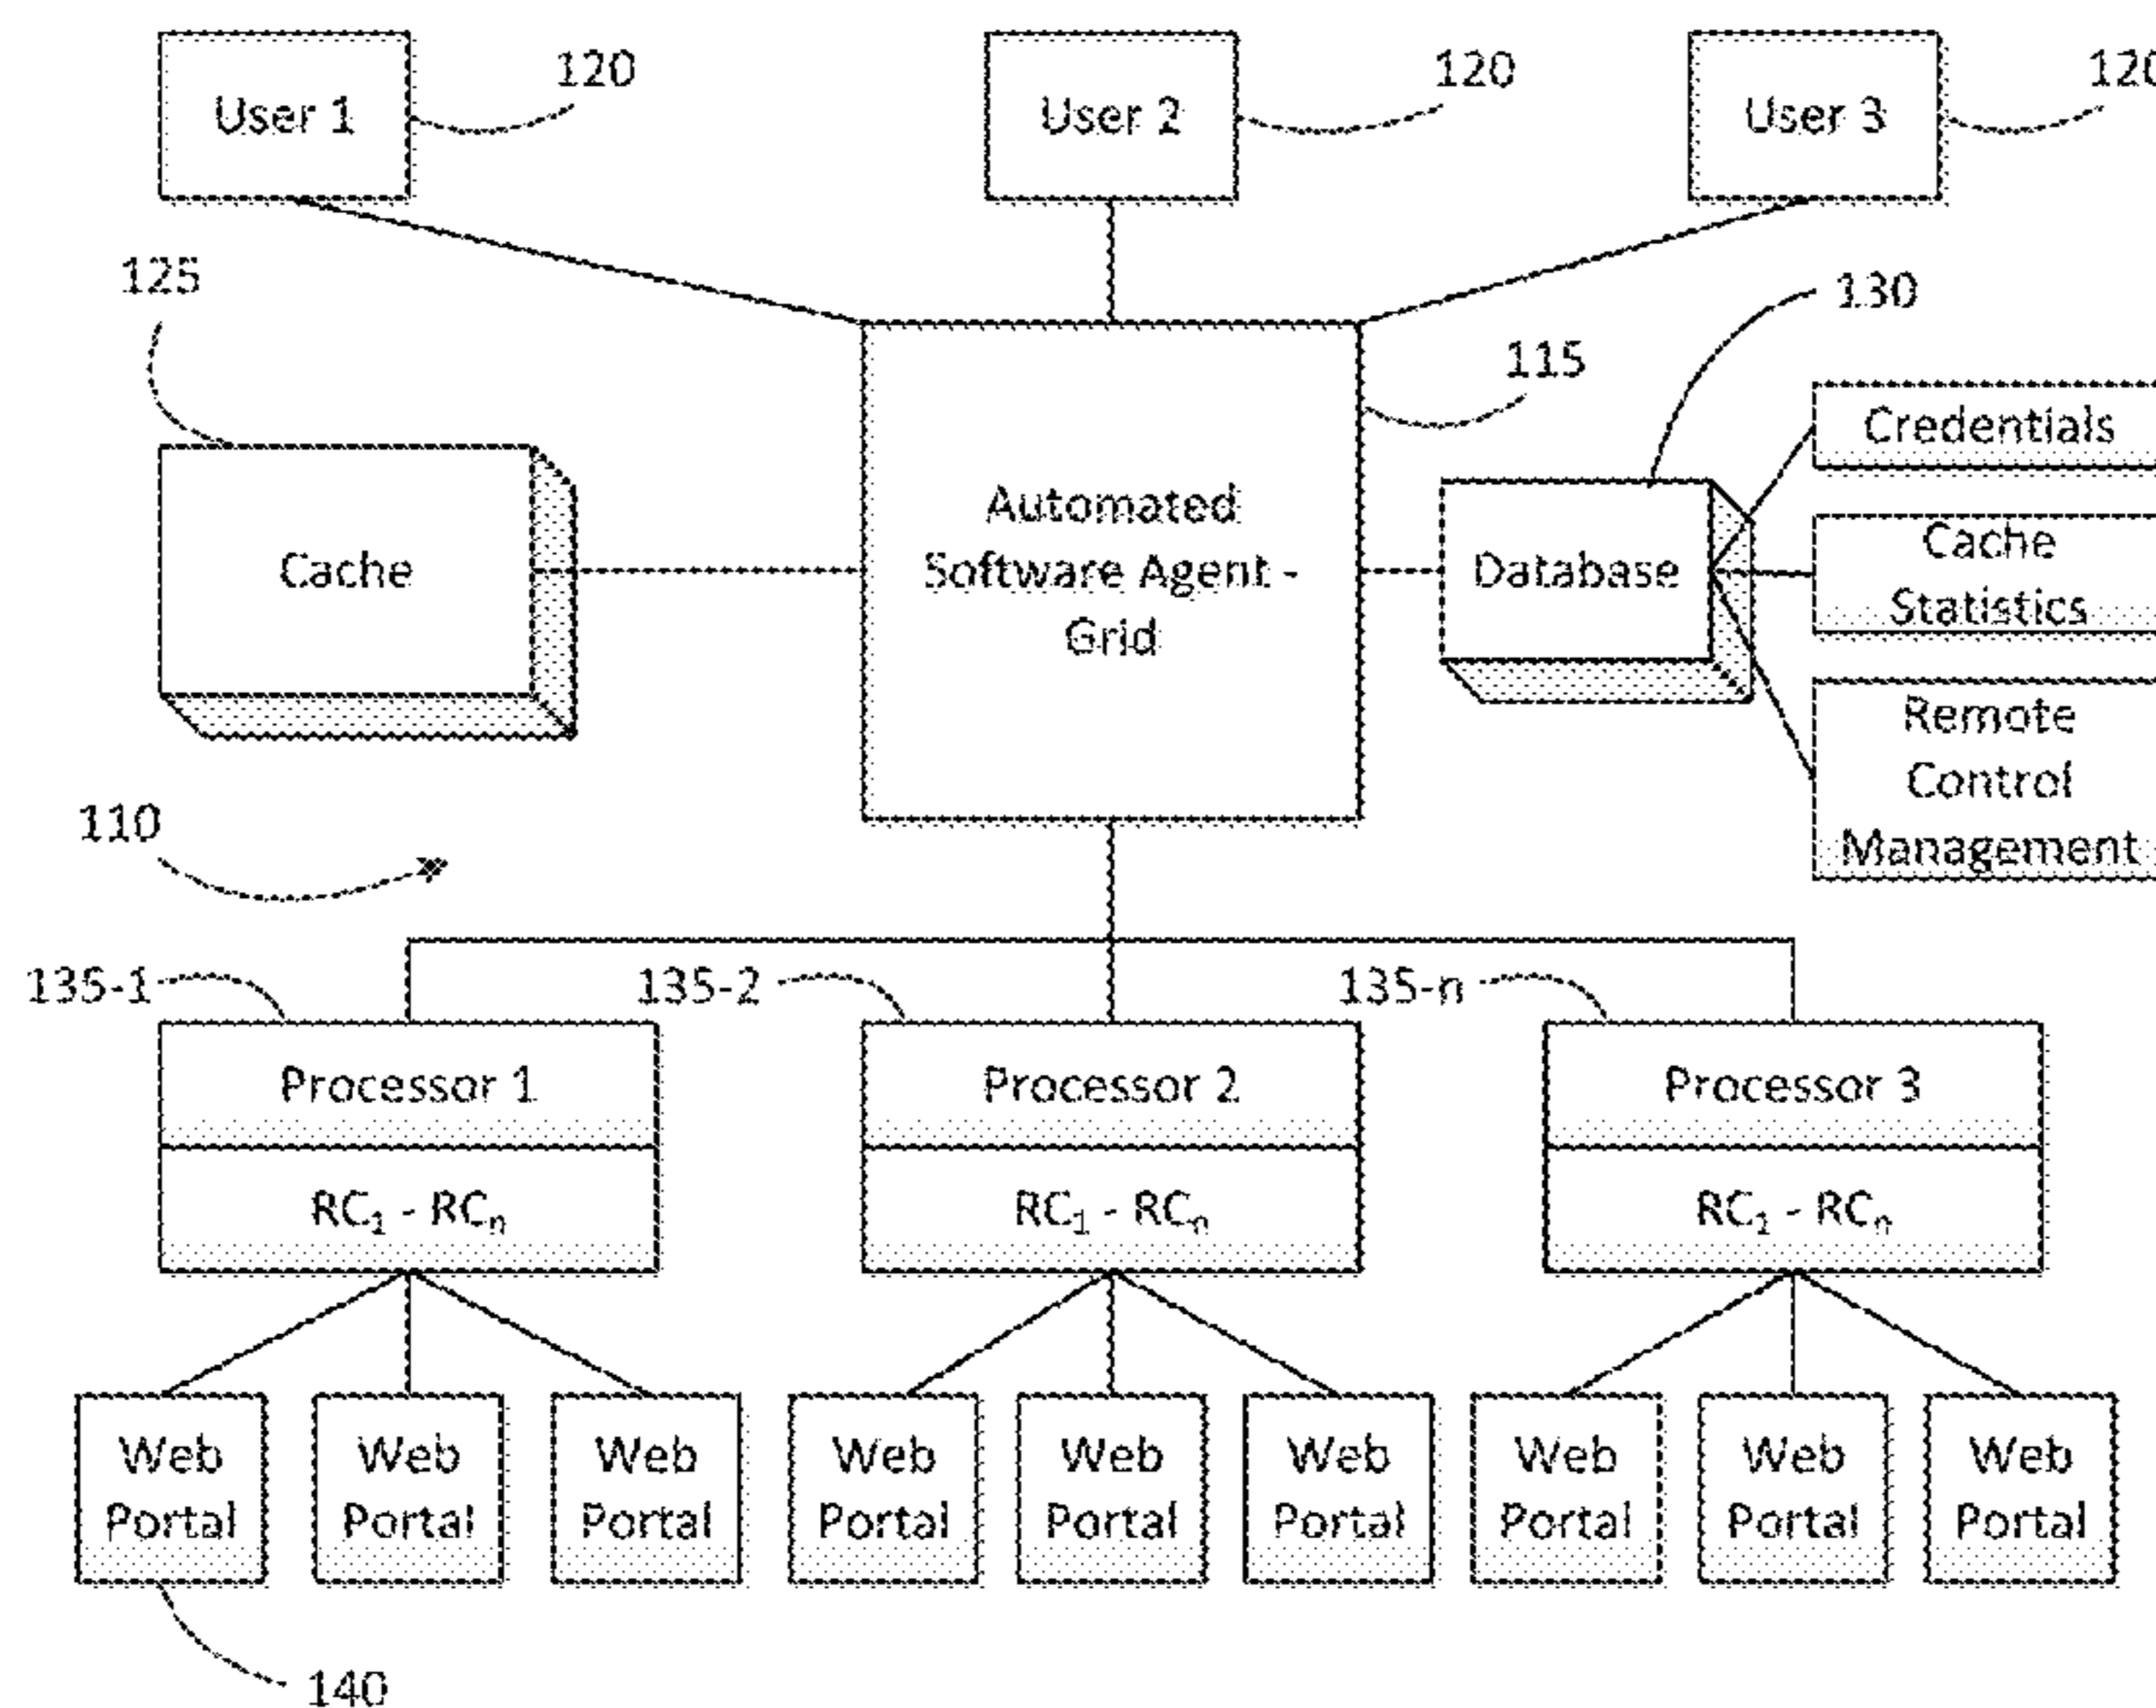 User 1
120
User 2
120
User 3
120
125
130
115
Credentials
Cache
Automated
Software Agent -
Grid
Database
Cache
Statistics
Remote
Control
Management
110
135-1
135-2
135-n
Processor 1
Processor 2
Processor 3
RC₁ - RCₙ
RC₁ - RCₙ
RC₁ - RCₙ
Web
Portal
Web
Portal
Web
Portal
Web
Portal
Web
Portal
Web
Portal
Web
Portal
Web
Portal
Web
Portal
140